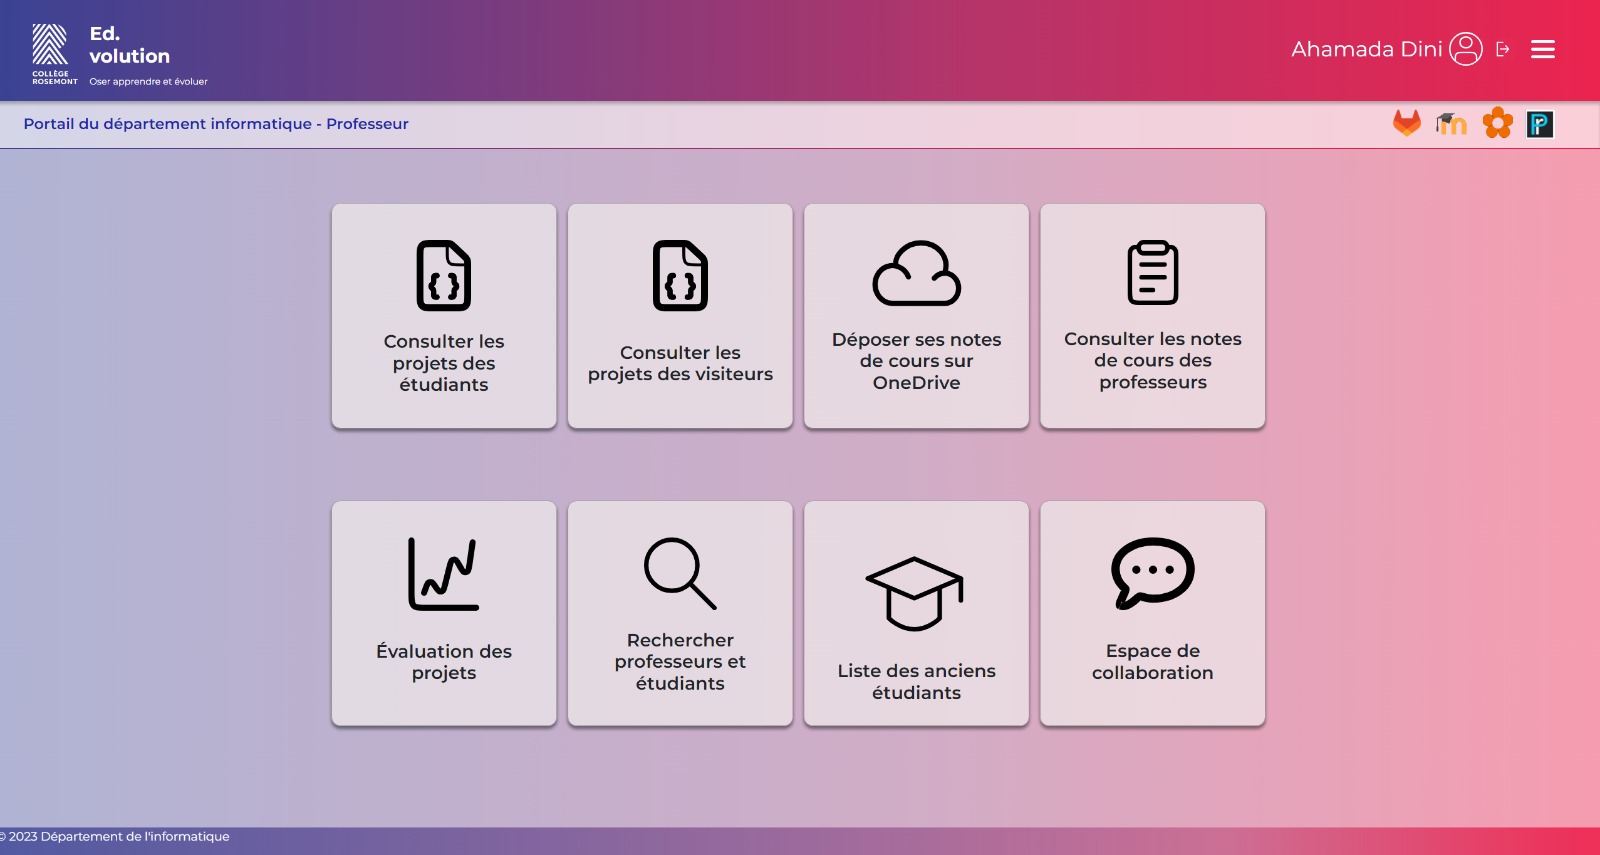 Ed.
volution
COLLÈGE
ROSEMONT
Oser apprendre et évoluer
Ahamada Dini
Portail du département informatique - Professeur
Consulter les
projets des
étudiants
Consulter les
projets des visiteurs
Déposer ses notes
de cours sur
OneDrive
Consulter les notes
de cours des
professeurs
Évaluation des
projets
Rechercher
professeurs et
étudiants
Liste des anciens
étudiants
Espace de
collaboration
© 2023 Département de l'informatique